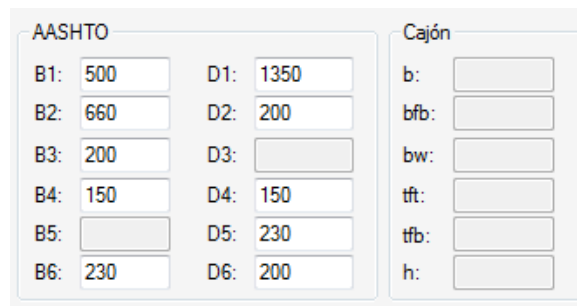 AASHTO Cajón
B1: 500 D1: 1350 b:
B2: 660 D2: 200 bfb:
B3: 200 D3: bw:
B4: 150 D4: 150 tft:
B5: D5: 230 tfb:
B6: 230 D6: 200 h: